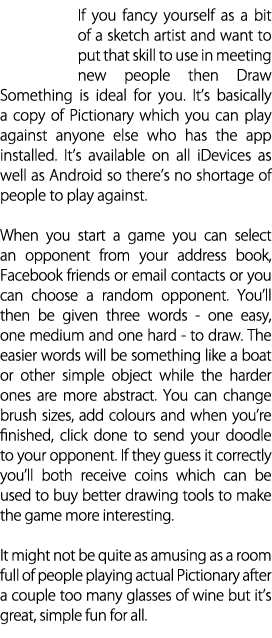 If you fancy yourself as a bit
of a sketch artist and want to
put that skill to use in meeting
new people then Draw
Something is ideal for you. It's basically
a copy of Pictionary which you can play
against anyone else who has the app
installed. It's available on all iDevices as
well as Android so there's no shortage of
people to play against.

When you start a game you can select
an opponent from your address book,
Facebook friends or email contacts or you
can choose a random opponent. You'll
then be given three words - one easy,
one medium and one hard - to draw. The
easier words will be something like a boat
or other simple object while the harder
ones are more abstract. You can change
brush sizes, add colours and when you're
finished, click done to send your doodle
to your opponent. If they guess it correctly
you'll both receive coins which can be
used to buy better drawing tools to make
the game more interesting.

It might not be quite as amusing as a room
full of people playing actual Pictionary after
a couple too many glasses of wine but it's
great, simple fun for all.